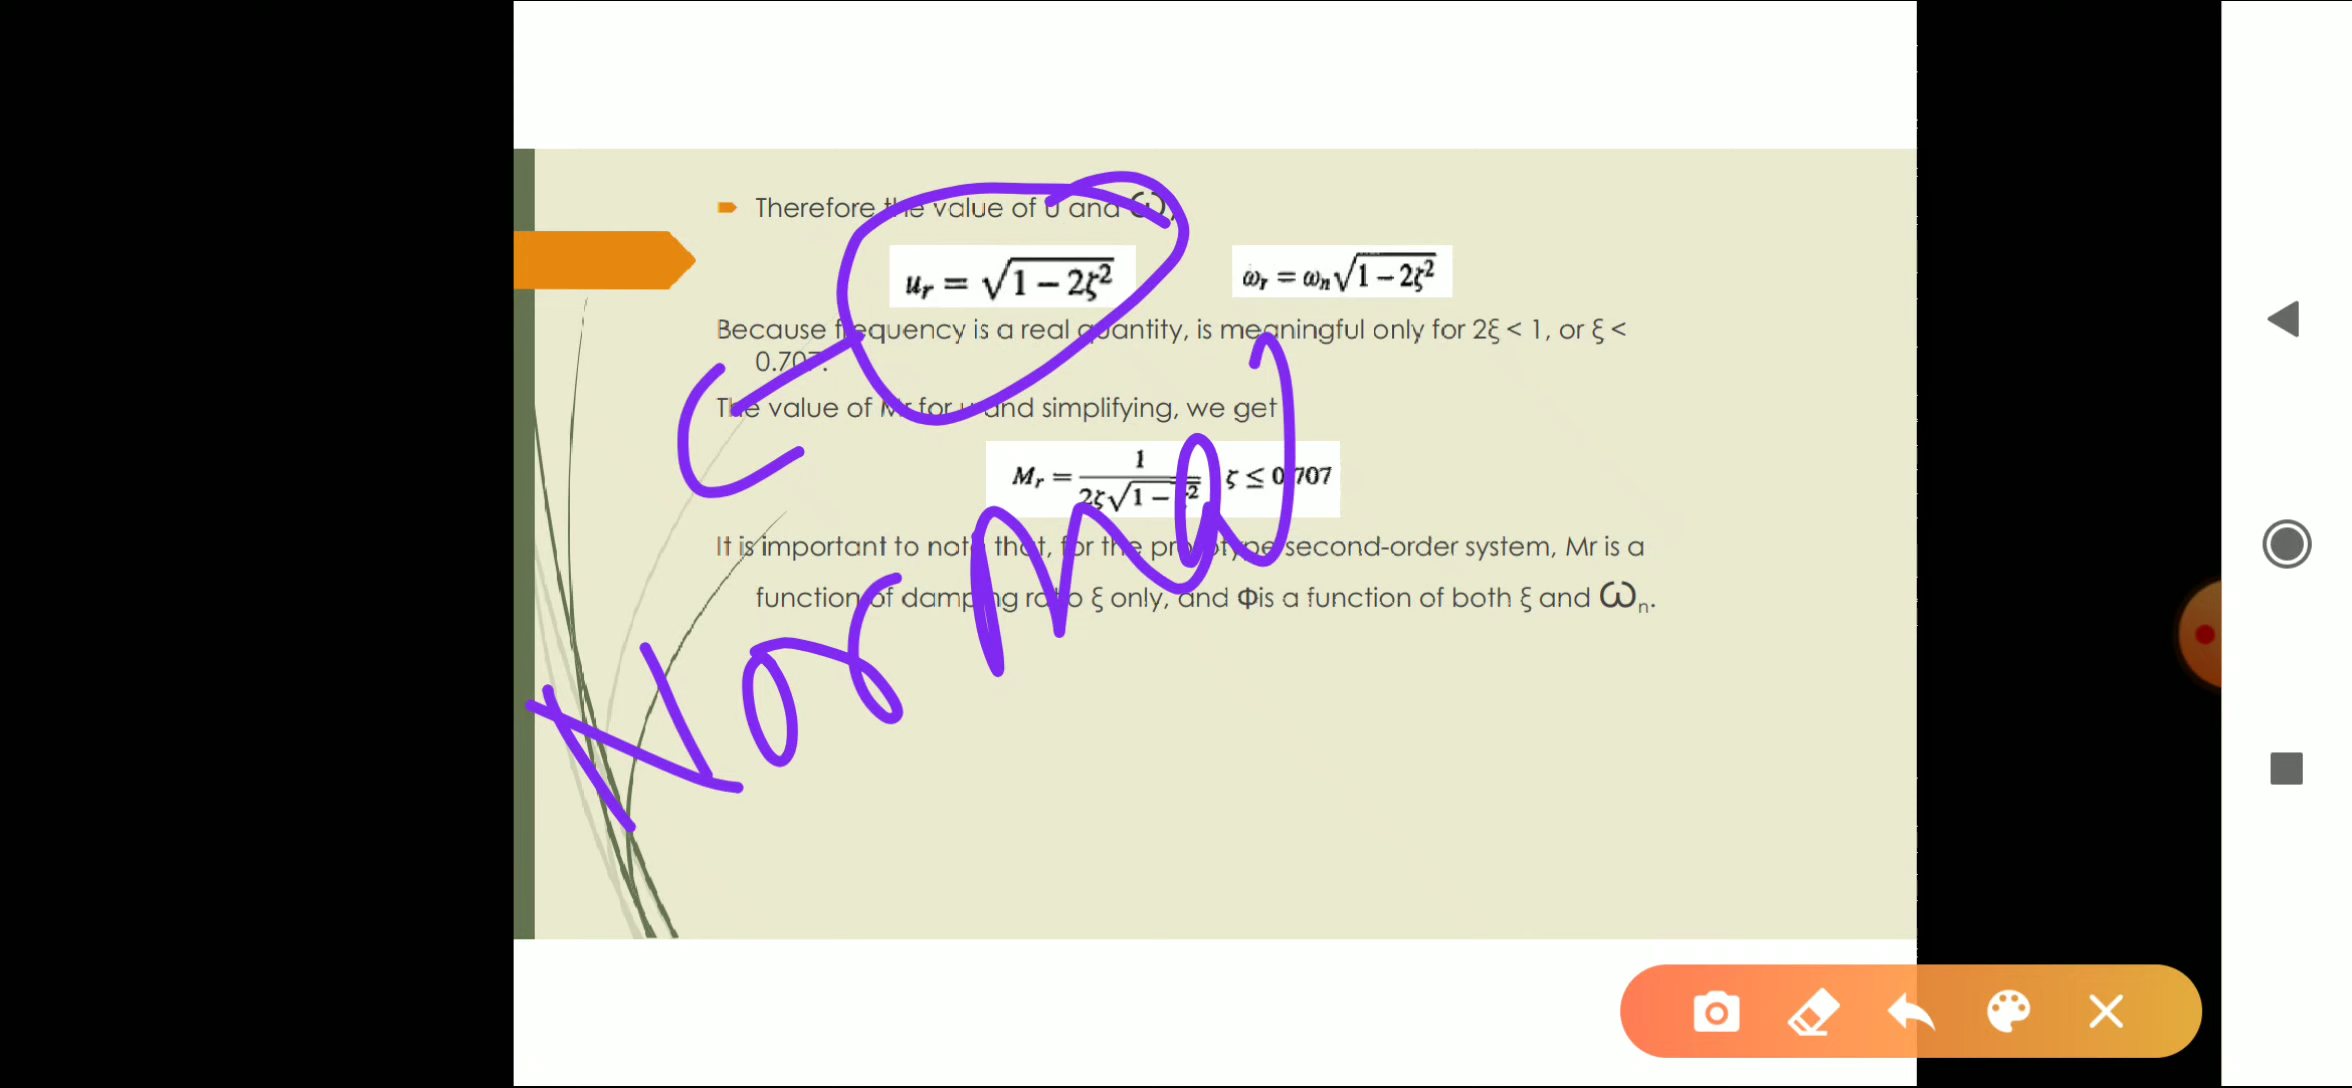 Therefore the value of u and ω,
u_r = √1 − 2ζ²
ω_r = ω_n√1 − 2ζ²
Because frequency is a real quantity, is meaningful only for 2ξ < 1, or ξ <
0.707.
The value of Mr for u and simplifying, we get
M_r = 1 / 2ζ√1 − ζ² ζ ≤ 0.707
It is important to note that, for the prototype second-order system, Mr is a
function of damping ratio ξ only, and Φis a function of both ξ and ω_n.
Normal